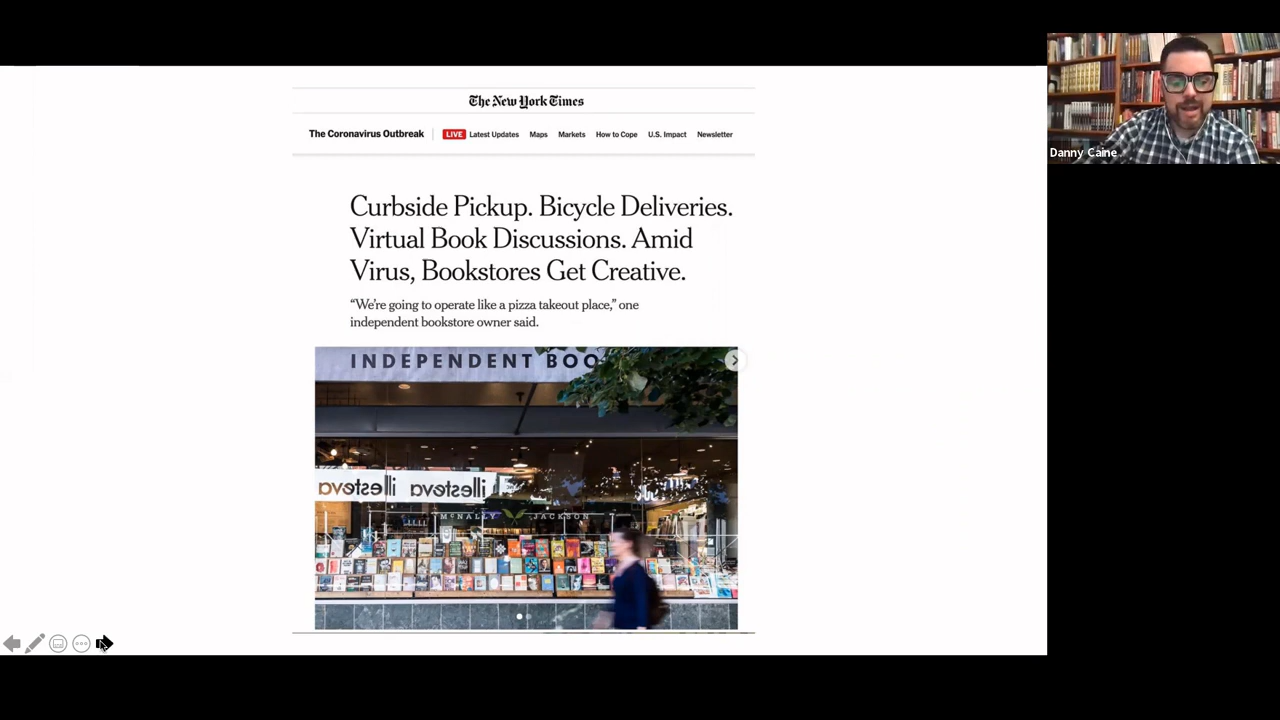 The New York Times
The Coronavirus Outbreak
LIVE Latest Updates Maps Markets How to Cope U.S. Impact Newsletter
Curbside Pickup. Bicycle Deliveries.
Virtual Book Discussions. Amid
Virus, Bookstores Get Creative.
“We’re going to operate like a pizza takeout place,” one
independent bookstore owner said.
INDEPENDENT BOO
illesteva illesteva
McNALLY JACKSON
Danny Caine